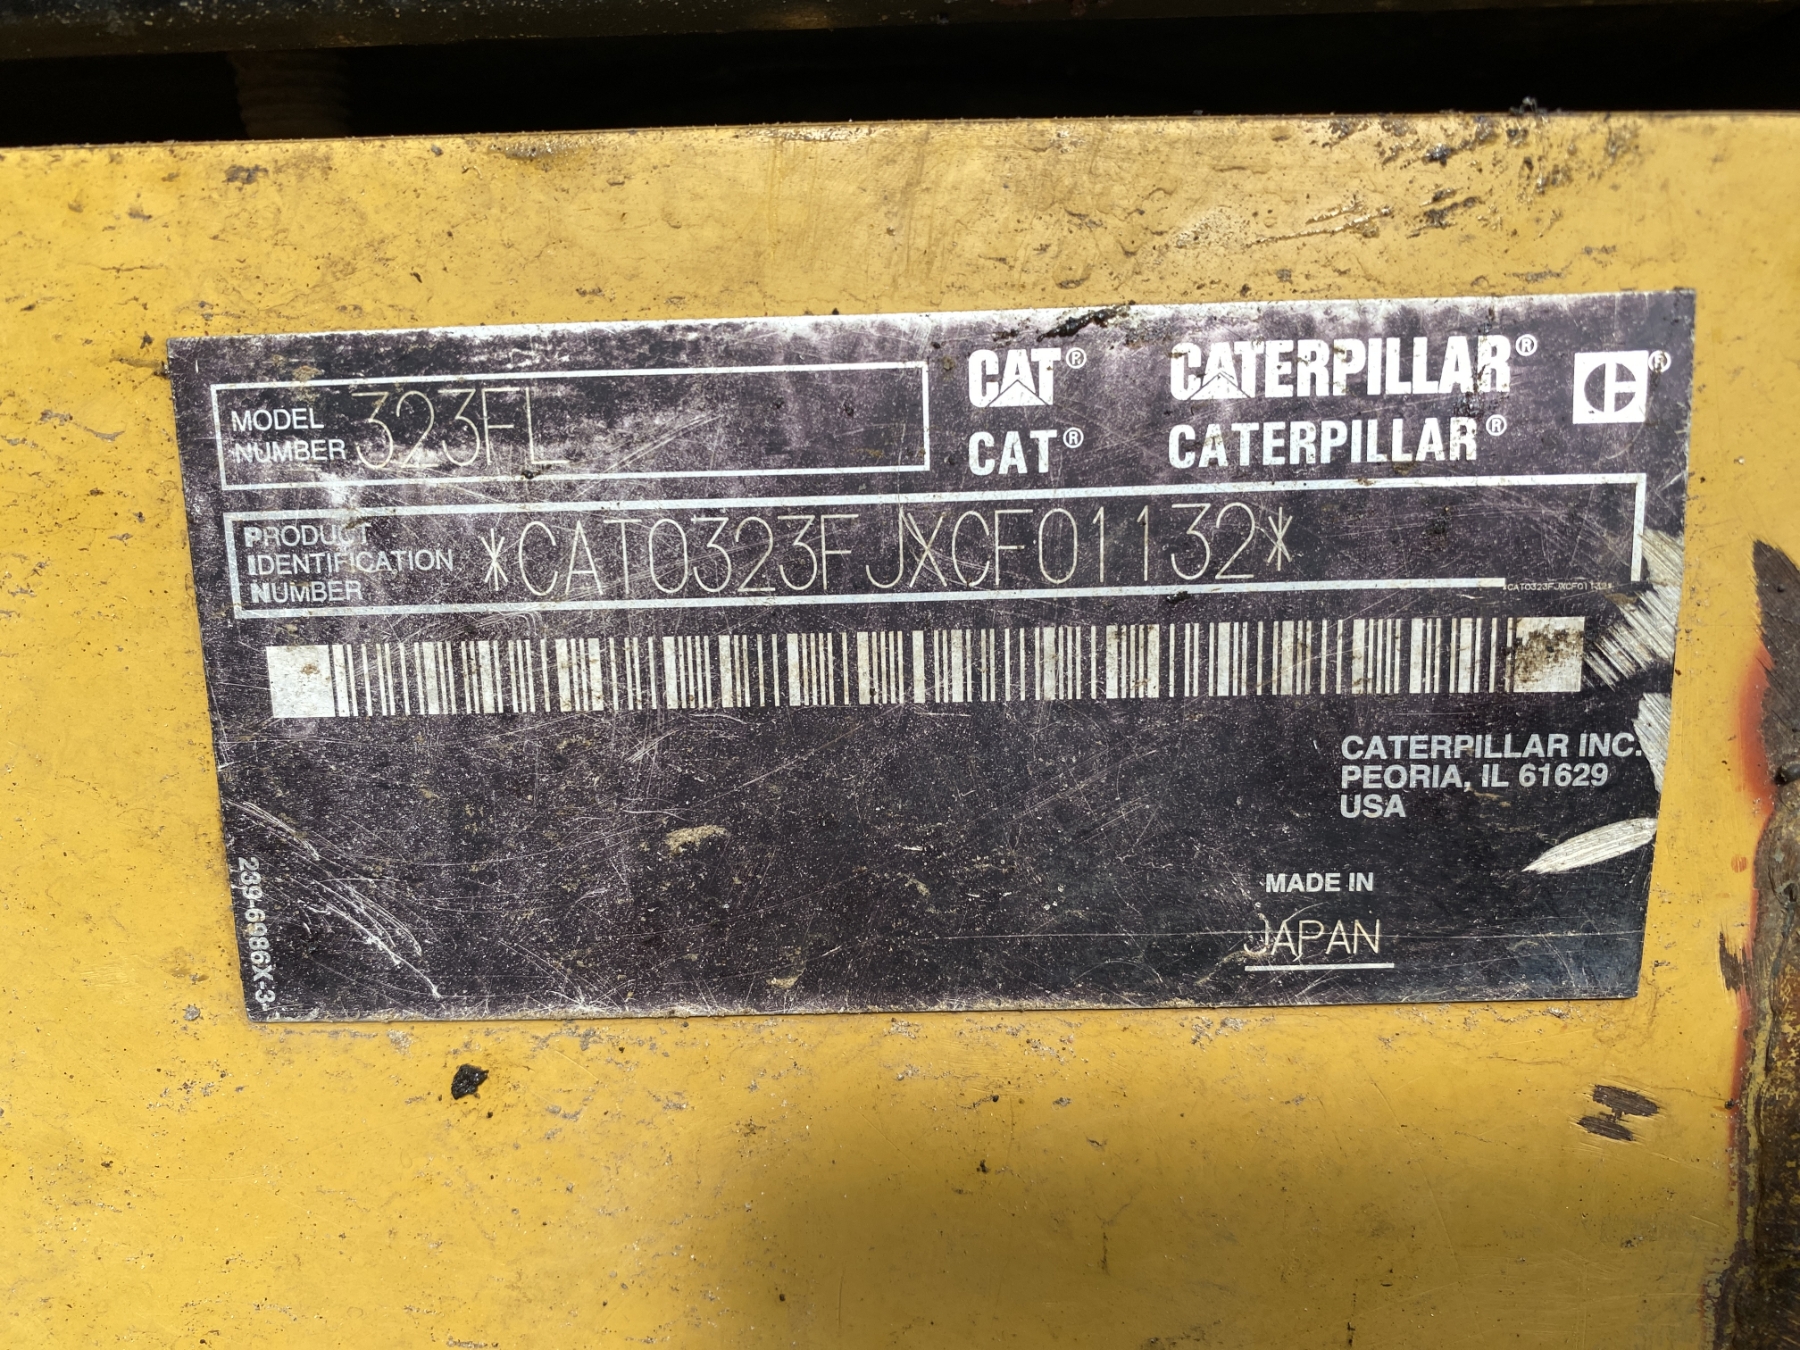 MODEL NUMBER 323FL
CAT® CATERPILLAR®
CAT® CATERPILLAR®
PRODUCT IDENTIFICATION NUMBER *CAT0323FJXCF01132*
*CAT0323FJXCF01132*
CATERPILLAR INC.
PEORIA, IL 61629
USA
MADE IN
JAPAN
239-6986X-3